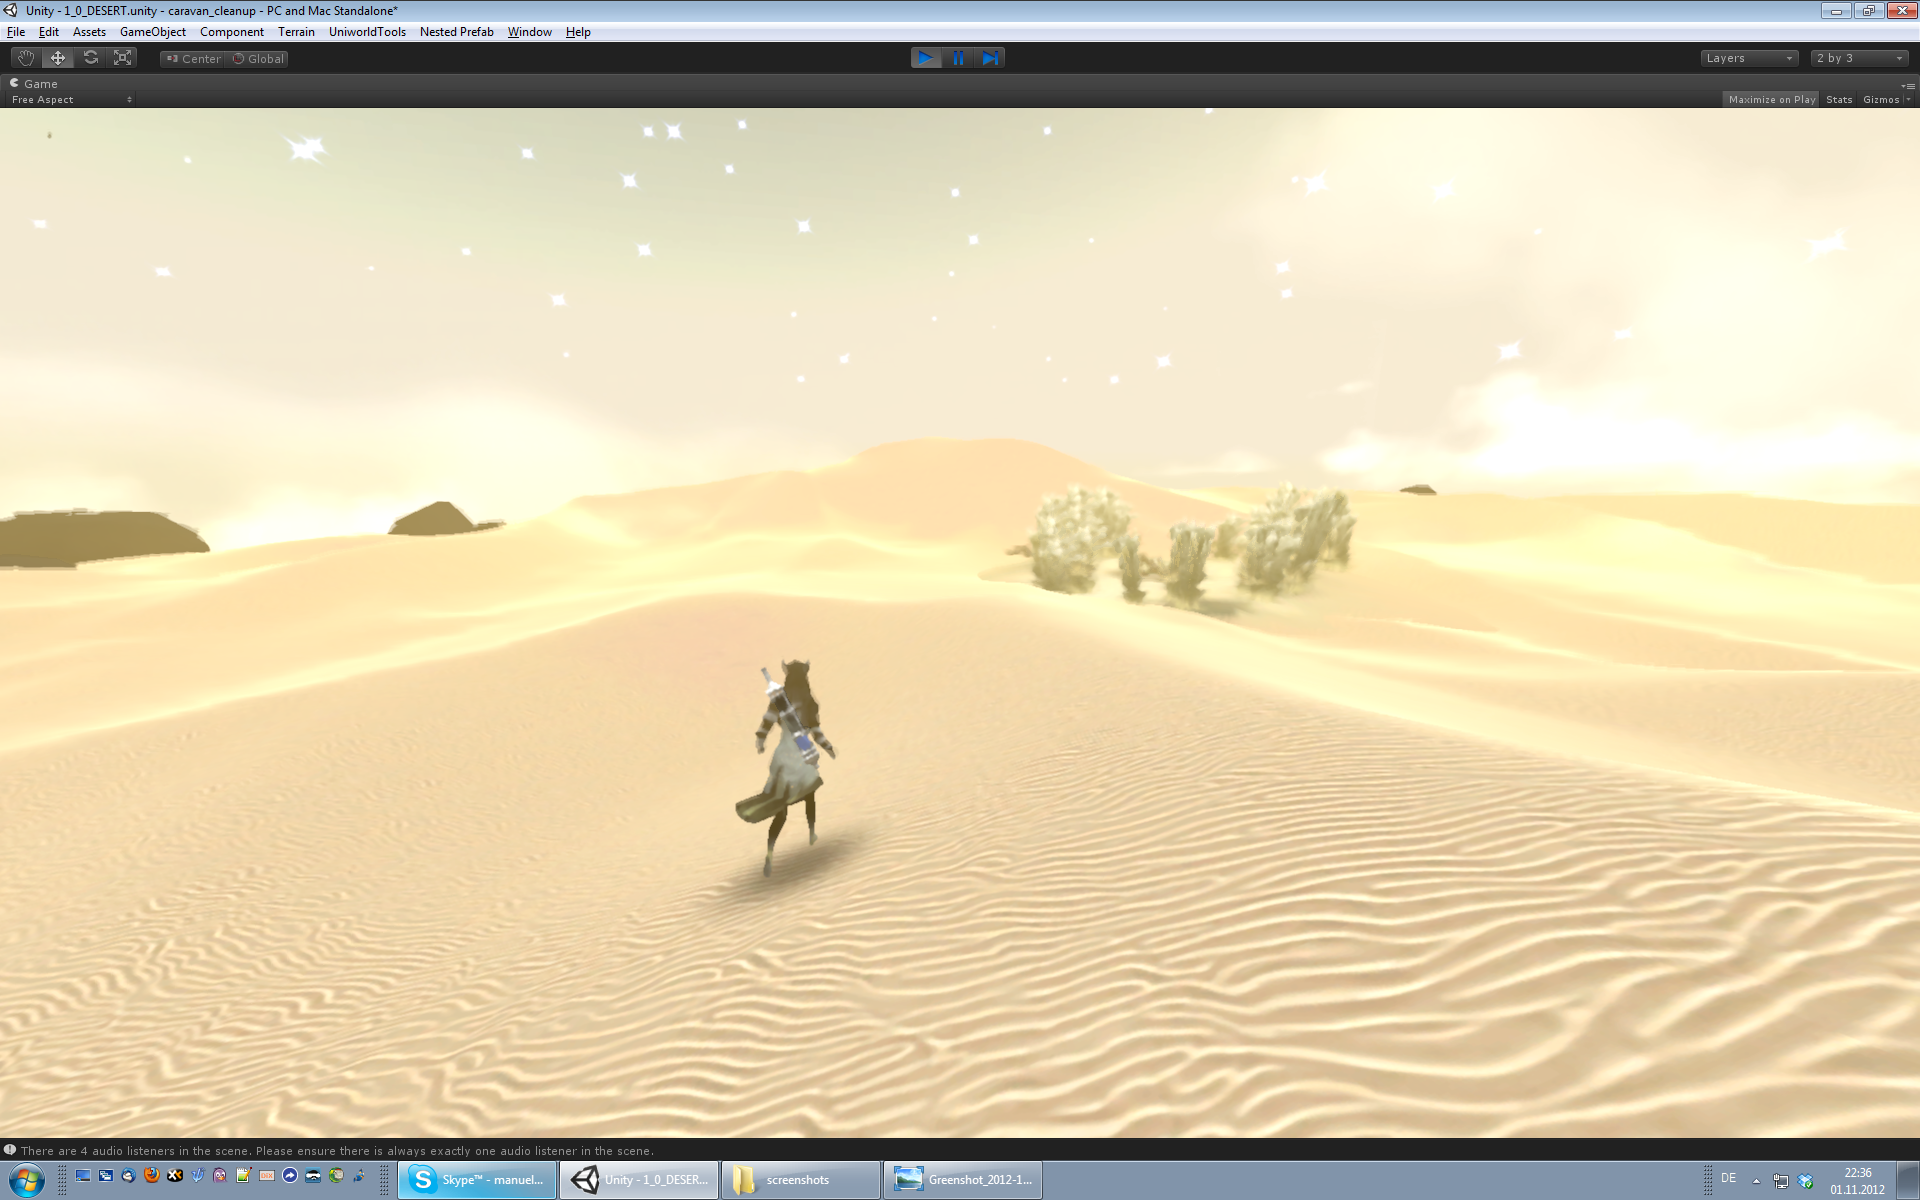 Unity - 1_0_DESERT.unity - caravan_cleanup - PC and Mac Standalone*
File Edit Assets GameObject Component Terrain UniworldTools Nested Prefab Window Help
Center Global Layers 2 by 3
Game
Free Aspect Maximize on Play Stats Gizmos
There are 4 audio listeners in the scene. Please ensure there is always exactly one audio listener in the scene.
Skype™ - manuel... Unity - 1_0_DESER... screenshots Greenshot_2012-1... DE 22:36
01.11.2012